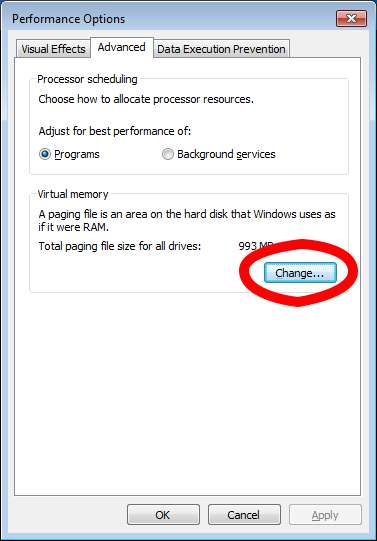 Performance Options
Visual Effects Advanced Data Execution Prevention
Processor scheduling
Choose how to allocate processor resources.
Adjust for best performance of:
Programs Background services
Virtual memory
A paging file is an area on the hard disk that Windows uses as
if it were RAM.
Total paging file size for all drives: 993 MB
Change...
OK Cancel Apply